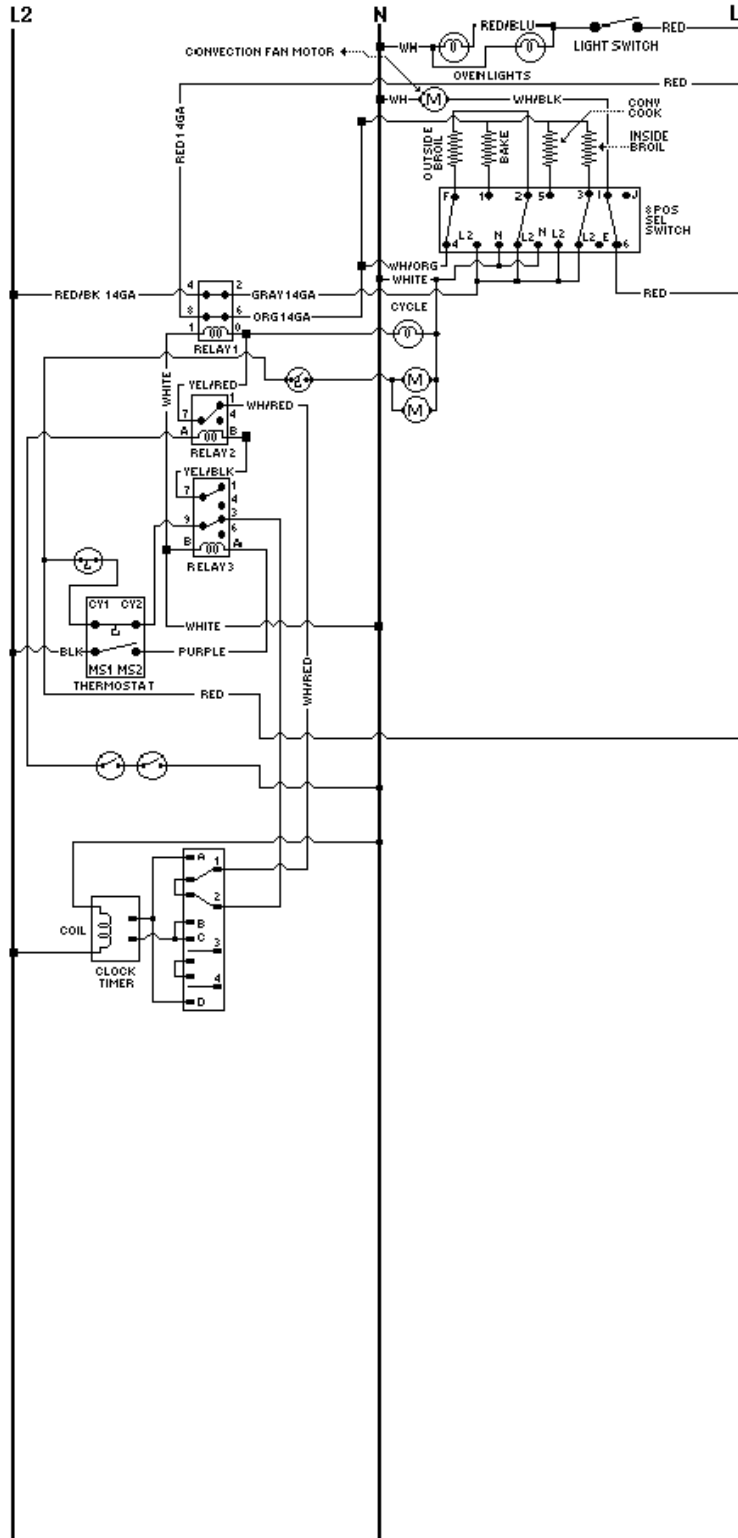 L2
N
L
RED/BLU
WH
RED
LIGHT SWITCH
CONVECTION FAN MOTOR
OVEN LIGHTS
RED
WH
M
WH/BLK
CONV
COOK
RED 14GA
OUTSIDE
BROIL
BAKE
INSIDE
BROIL
F 1 2 5 3 I J
8 POS
SEL
SWITCH
L2 N L2 N L2 L2 E
4 6
WH/ORG
WHITE
RED
RED/BK 14GA
4 2
GRAY 14GA
8 6
ORG 14GA
CYCLE
1 0
RELAY 1
WHITE
M
YEL/RED
1
WH/RED
M
7 4
A B
RELAY 2
YEL/BLK
7 1
4
9 3
6
B A
RELAY 3
CY1 CY2
WHITE
BLK
PURPLE
MS1 MS2
THERMOSTAT
WH/RED
RED
A 1
2
B
C
COIL
3
CLOCK
TIMER
4
D